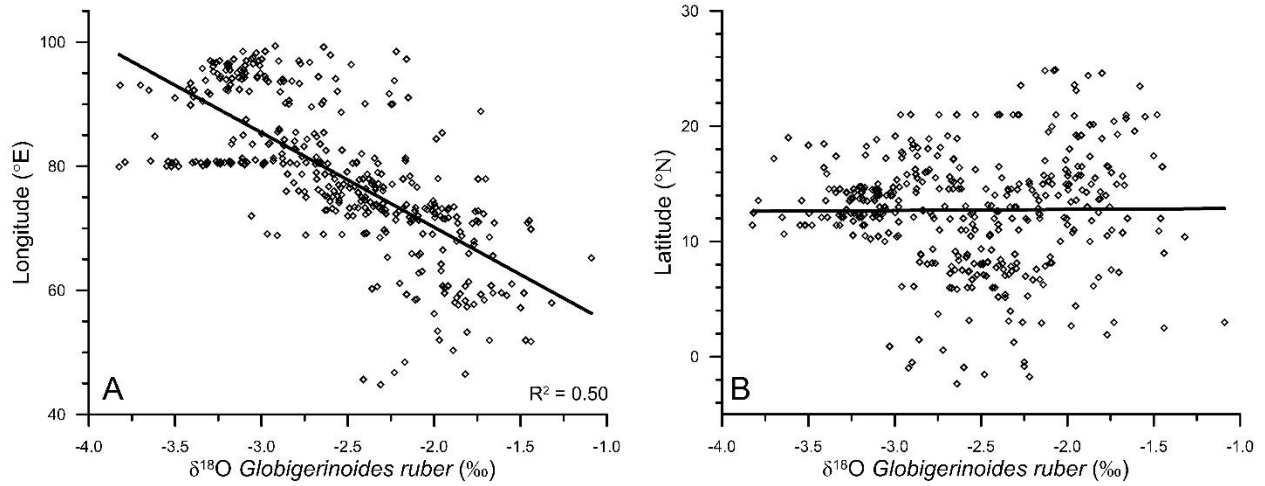 100
80
60
40
Longitude (°E)
A
R² = 0.50
-4.0 -3.5 -3.0 -2.5 -2.0 -1.5 -1.0
δ¹⁸O Globigerinoides ruber (‰)
30
20
10
0
Latitude (°N)
B
-4.0 -3.5 -3.0 -2.5 -2.0 -1.5 -1.0
δ¹⁸O Globigerinoides ruber (‰)